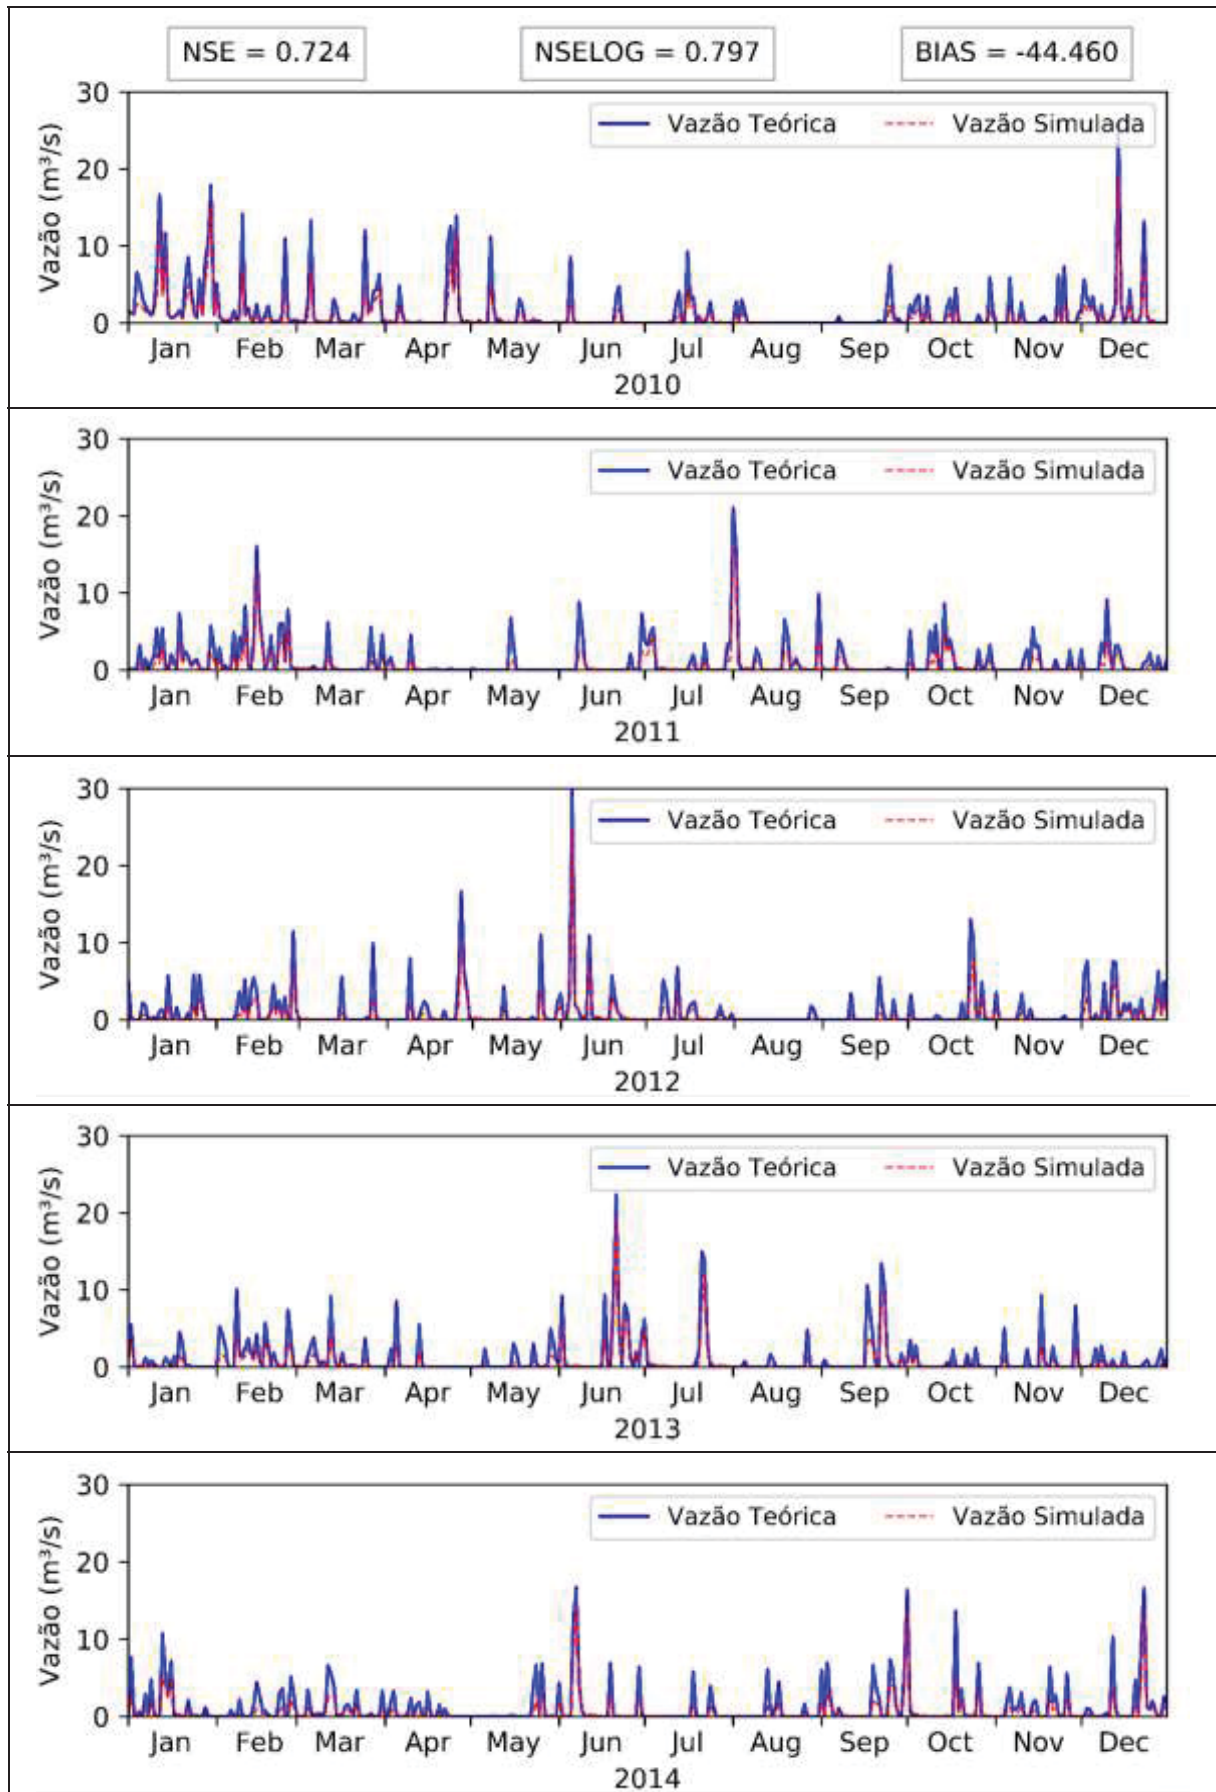 NSE = 0.724 NSELOG = 0.797 BIAS = -44.460
30
Vazão Teórica Vazão Simulada
20
Vazão (m³/s)
10
0
Jan Feb Mar Apr May Jun Jul Aug Sep Oct Nov Dec
2010
30
Vazão Teórica Vazão Simulada
20
Vazão (m³/s)
10
0
Jan Feb Mar Apr May Jun Jul Aug Sep Oct Nov Dec
2011
30
Vazão Teórica Vazão Simulada
20
Vazão (m³/s)
10
0
Jan Feb Mar Apr May Jun Jul Aug Sep Oct Nov Dec
2012
30
Vazão Teórica Vazão Simulada
20
Vazão (m³/s)
10
0
Jan Feb Mar Apr May Jun Jul Aug Sep Oct Nov Dec
2013
30
Vazão Teórica Vazão Simulada
20
Vazão (m³/s)
10
0
Jan Feb Mar Apr May Jun Jul Aug Sep Oct Nov Dec
2014